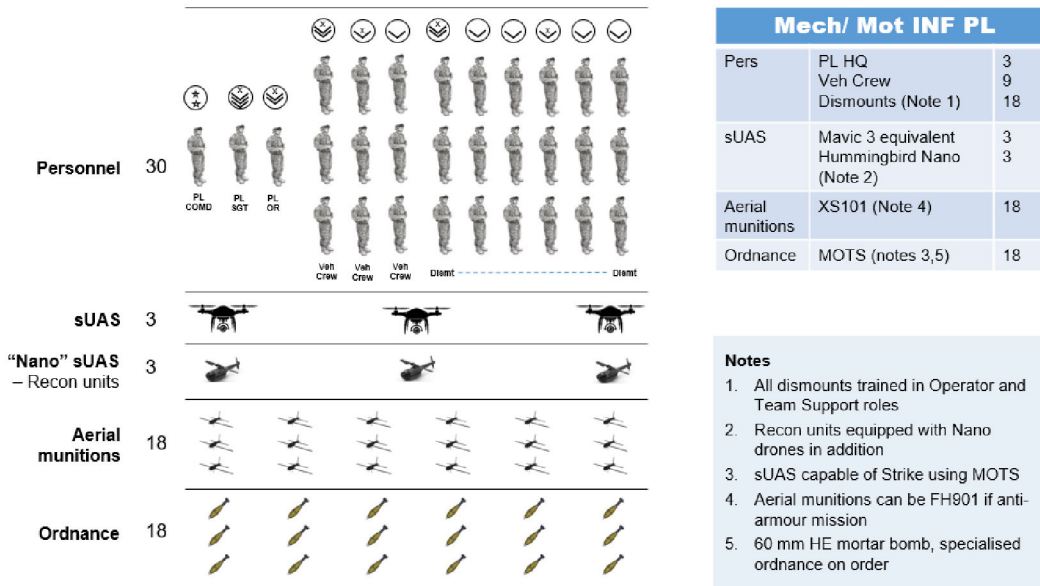 Personnel 30
PL COMD
PL SGT
PL OR
Veh Crew
Veh Crew
Veh Crew
Dismt
Dismt
sUAS 3
“Nano” sUAS 3
– Recon units
Aerial munitions 18
Ordnance 18
Mech/ Mot INF PL
Pers PL HQ 3
Veh Crew 9
Dismounts (Note 1) 18
sUAS Mavic 3 equivalent 3
Hummingbird Nano 3
(Note 2)
Aerial munitions XS101 (Note 4) 18
Ordnance MOTS (notes 3,5) 18
Notes
1. All dismounts trained in Operator and
Team Support roles
2. Recon units equipped with Nano
drones in addition
3. sUAS capable of Strike using MOTS
4. Aerial munitions can be FH901 if anti-
armour mission
5. 60 mm HE mortar bomb, specialised
ordnance on order